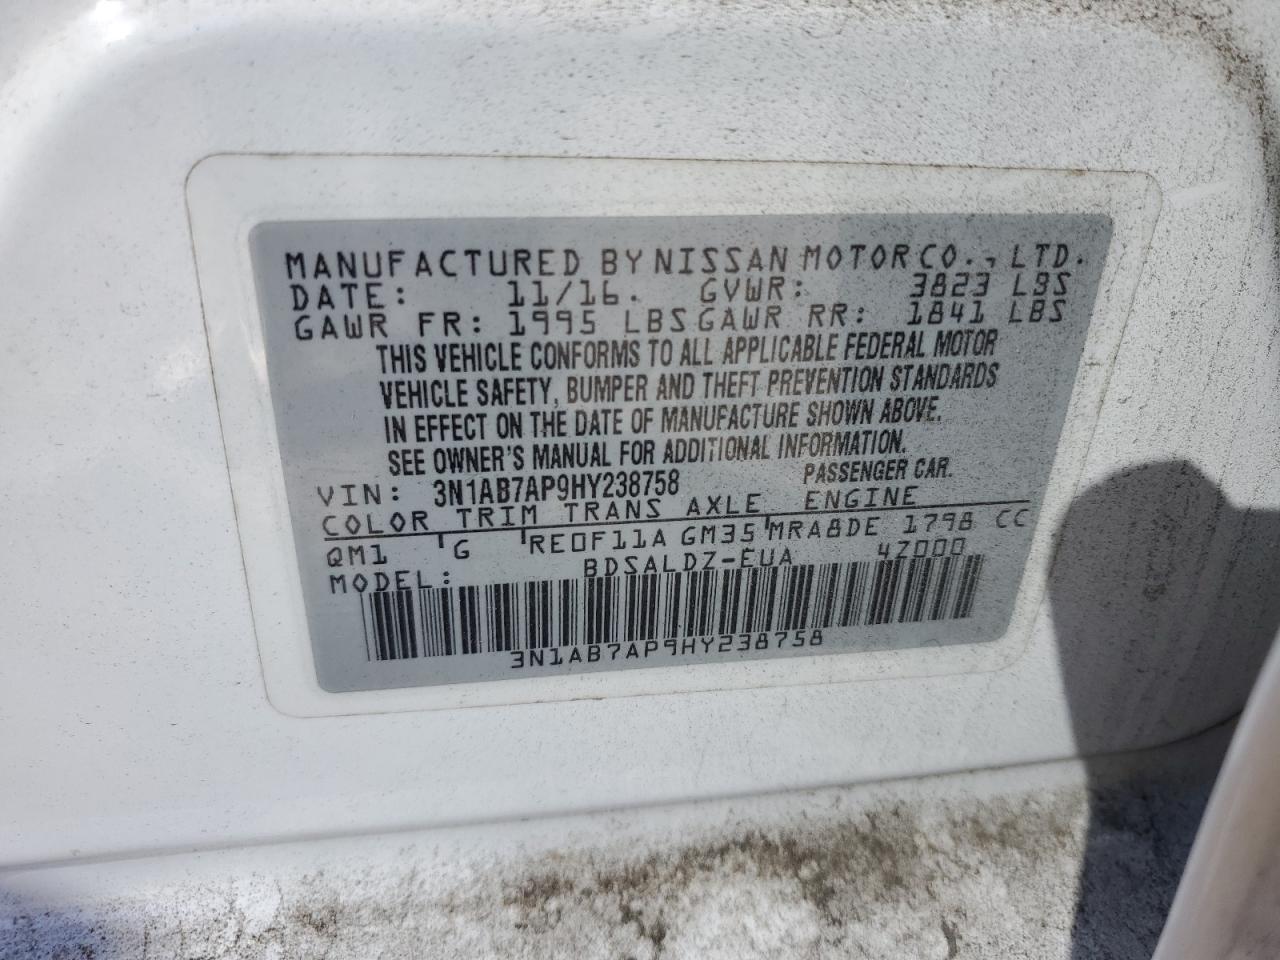 MANUFACTURED BY NISSAN MOTOR CO., LTD.
DATE: 11/16. GVWR: 3823 LBS
GAWR FR: 1995 LBS GAWR RR: 1841 LBS
THIS VEHICLE CONFORMS TO ALL APPLICABLE FEDERAL MOTOR
VEHICLE SAFETY, BUMPER AND THEFT PREVENTION STANDARDS
IN EFFECT ON THE DATE OF MANUFACTURE SHOWN ABOVE.
SEE OWNER'S MANUAL FOR ADDITIONAL INFORMATION.
VIN: 3N1AB7AP9HY238758 PASSENGER CAR.
COLOR TRIM TRANS AXLE ENGINE
QM1 G RE0F11A GM35 MRA8DE 1798 CC
MODEL: BDSALDZ-EUA 4Z000
3N1AB7AP9HY238758